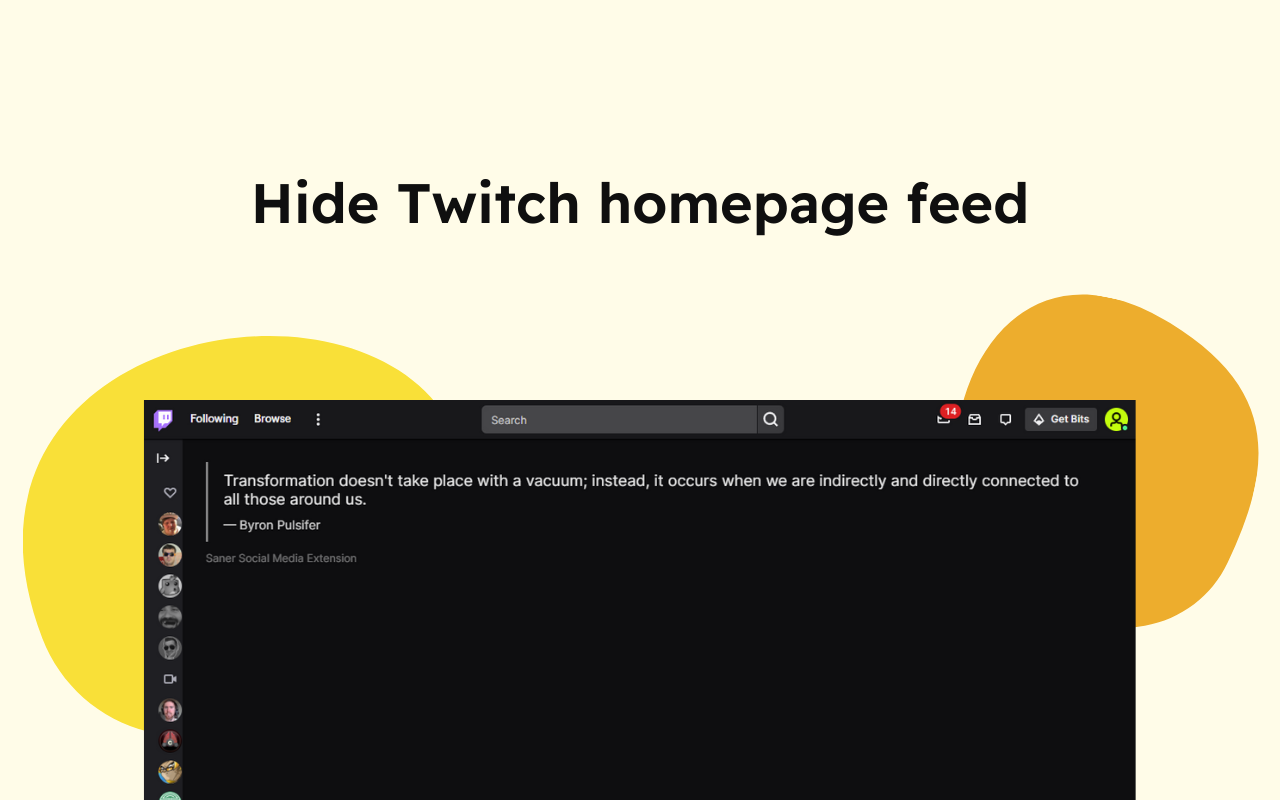 Hide Twitch homepage feed
Following Browse Search 14 Get Bits
Transformation doesn't take place with a vacuum; instead, it occurs when we are indirectly and directly connected to
all those around us.
— Byron Pulsifer
Saner Social Media Extension